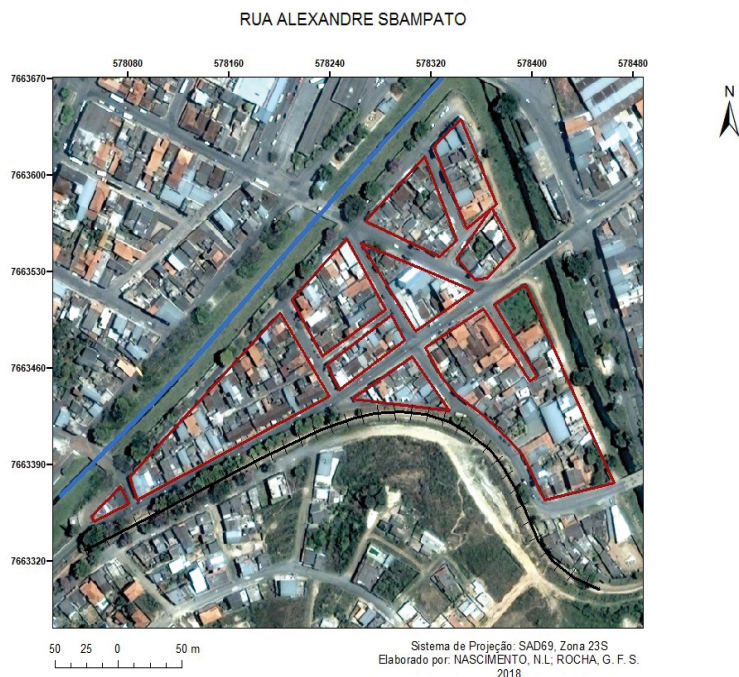 RUA ALEXANDRE SBAMPATO
578080 578160 578240 578320 578400 578480
7663670
7663600
7663530
7663460
7663390
7663320
N
50 25 0 50 m
Sistema de Projeção: SAD69, Zona 23S
Elaborado por: NASCIMENTO, N.L; ROCHA, G. F. S.
2018